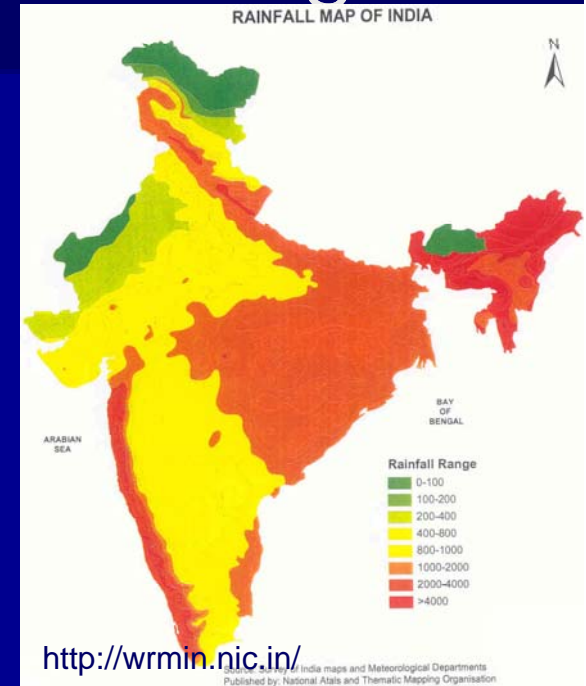 RAINFALL MAP OF INDIA
N
ARABIAN
SEA
BAY
OF
BENGAL
Rainfall Range
0-100
100-200
200-400
400-800
800-1000
1000-2000
2000-4000
>4000
http://wrmin.nic.in/
of India maps and Meteorological Departments
Published by: National Atals and Thematic Mapping Organisation